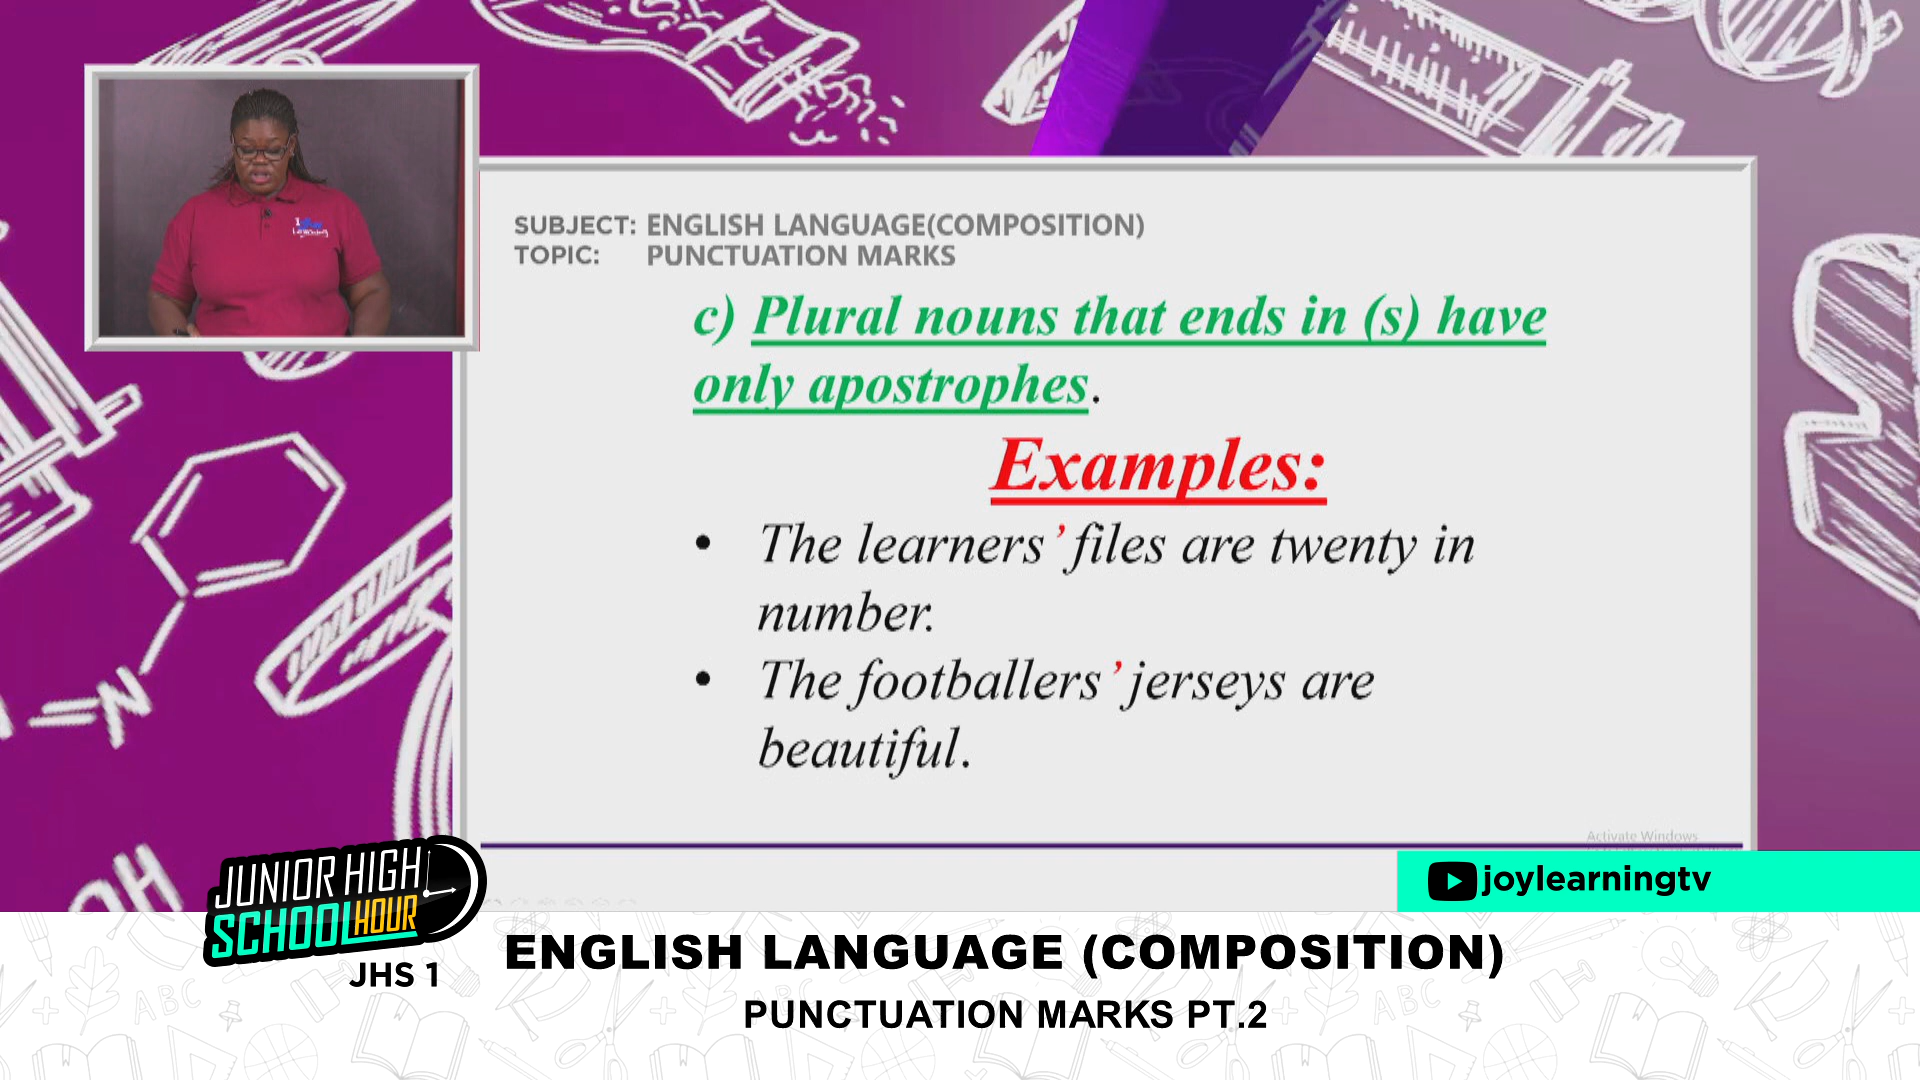 SUBJECT: ENGLISH LANGUAGE(COMPOSITION)
TOPIC: PUNCTUATION MARKS
c) Plural nouns that ends in (s) have
only apostrophes.
Examples:
• The learners’ files are twenty in
number.
• The footballers’ jerseys are
beautiful.
Activate Windows
joylearningtv
JUNIOR HIGH
SCHOOL HOUR
JHS 1
ENGLISH LANGUAGE (COMPOSITION)
PUNCTUATION MARKS PT.2